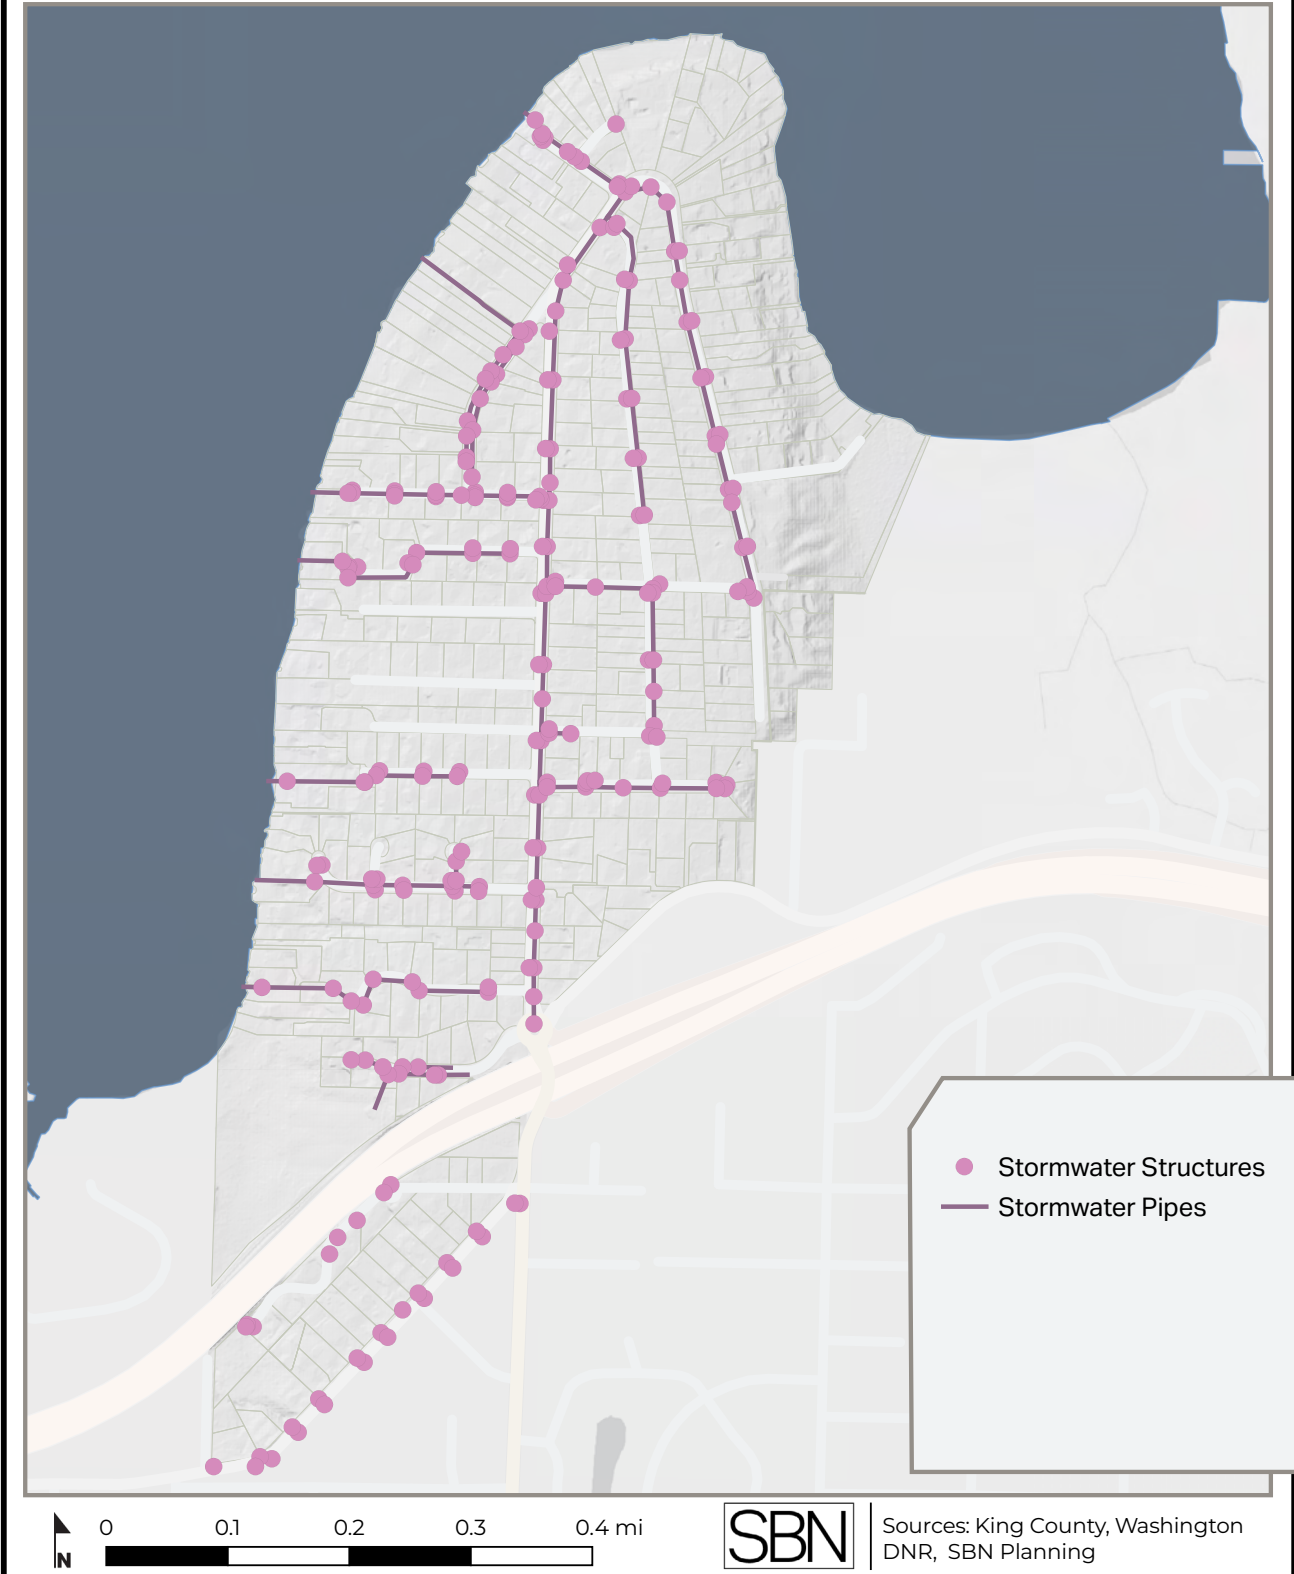 Stormwater Structures
Stormwater Pipes
0 0.1 0.2 0.3 0.4 mi
N
SBN
Sources: King County, Washington
DNR, SBN Planning